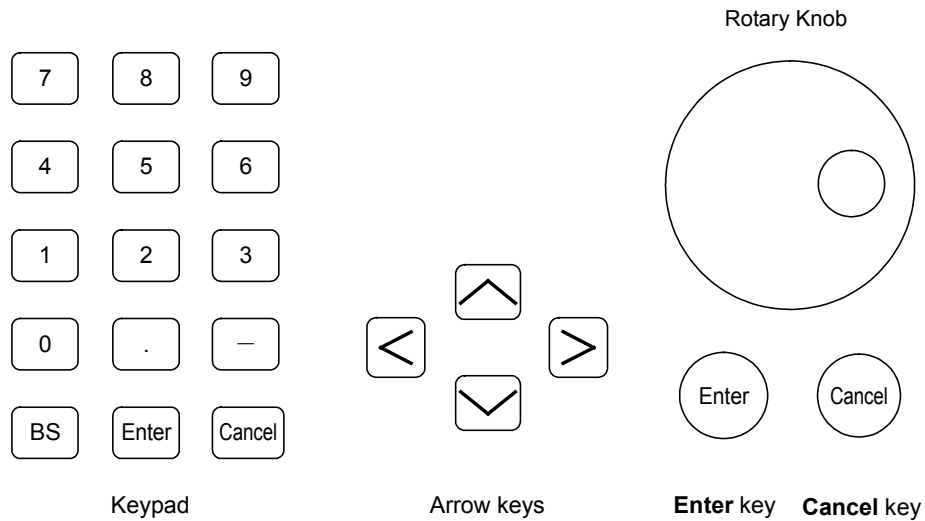 Rotary Knob
7 8 9
4 5 6
1 2 3
0 . −
BS Enter Cancel
Enter Cancel
Keypad Arrow keys Enter key Cancel key